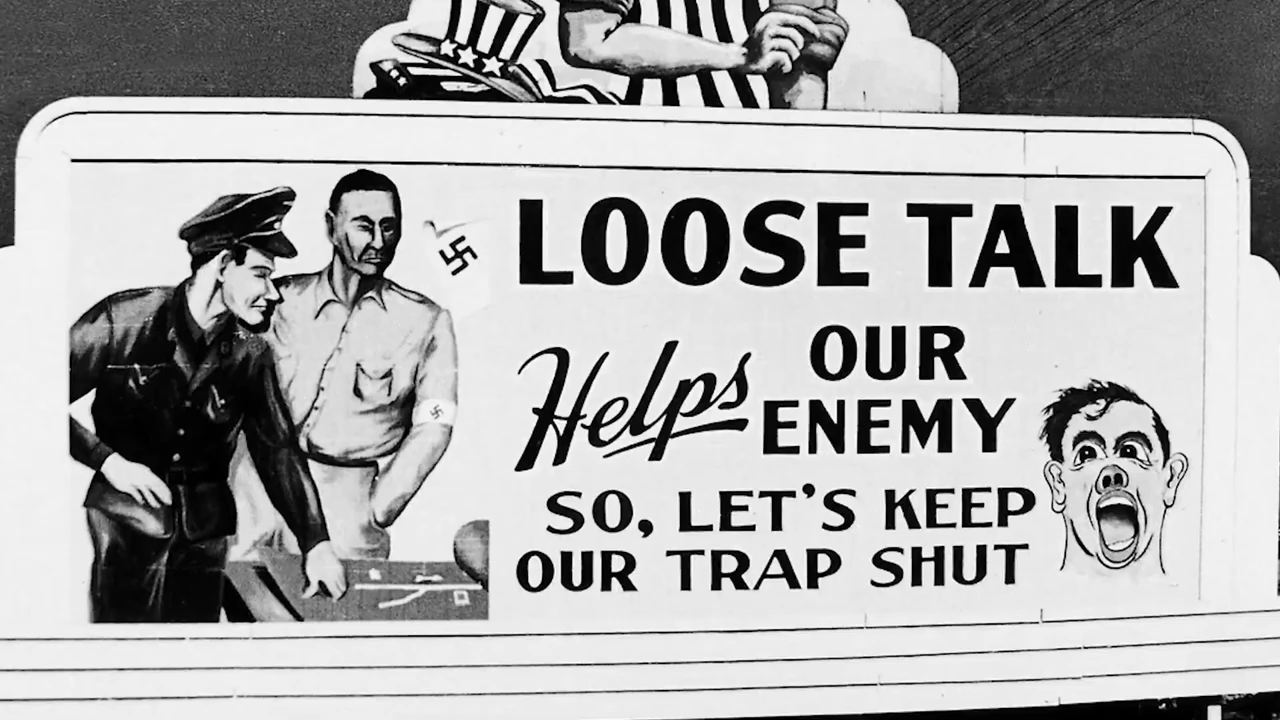 LOOSE TALK
Helps OUR
ENEMY
SO, LET'S KEEP
OUR TRAP SHUT